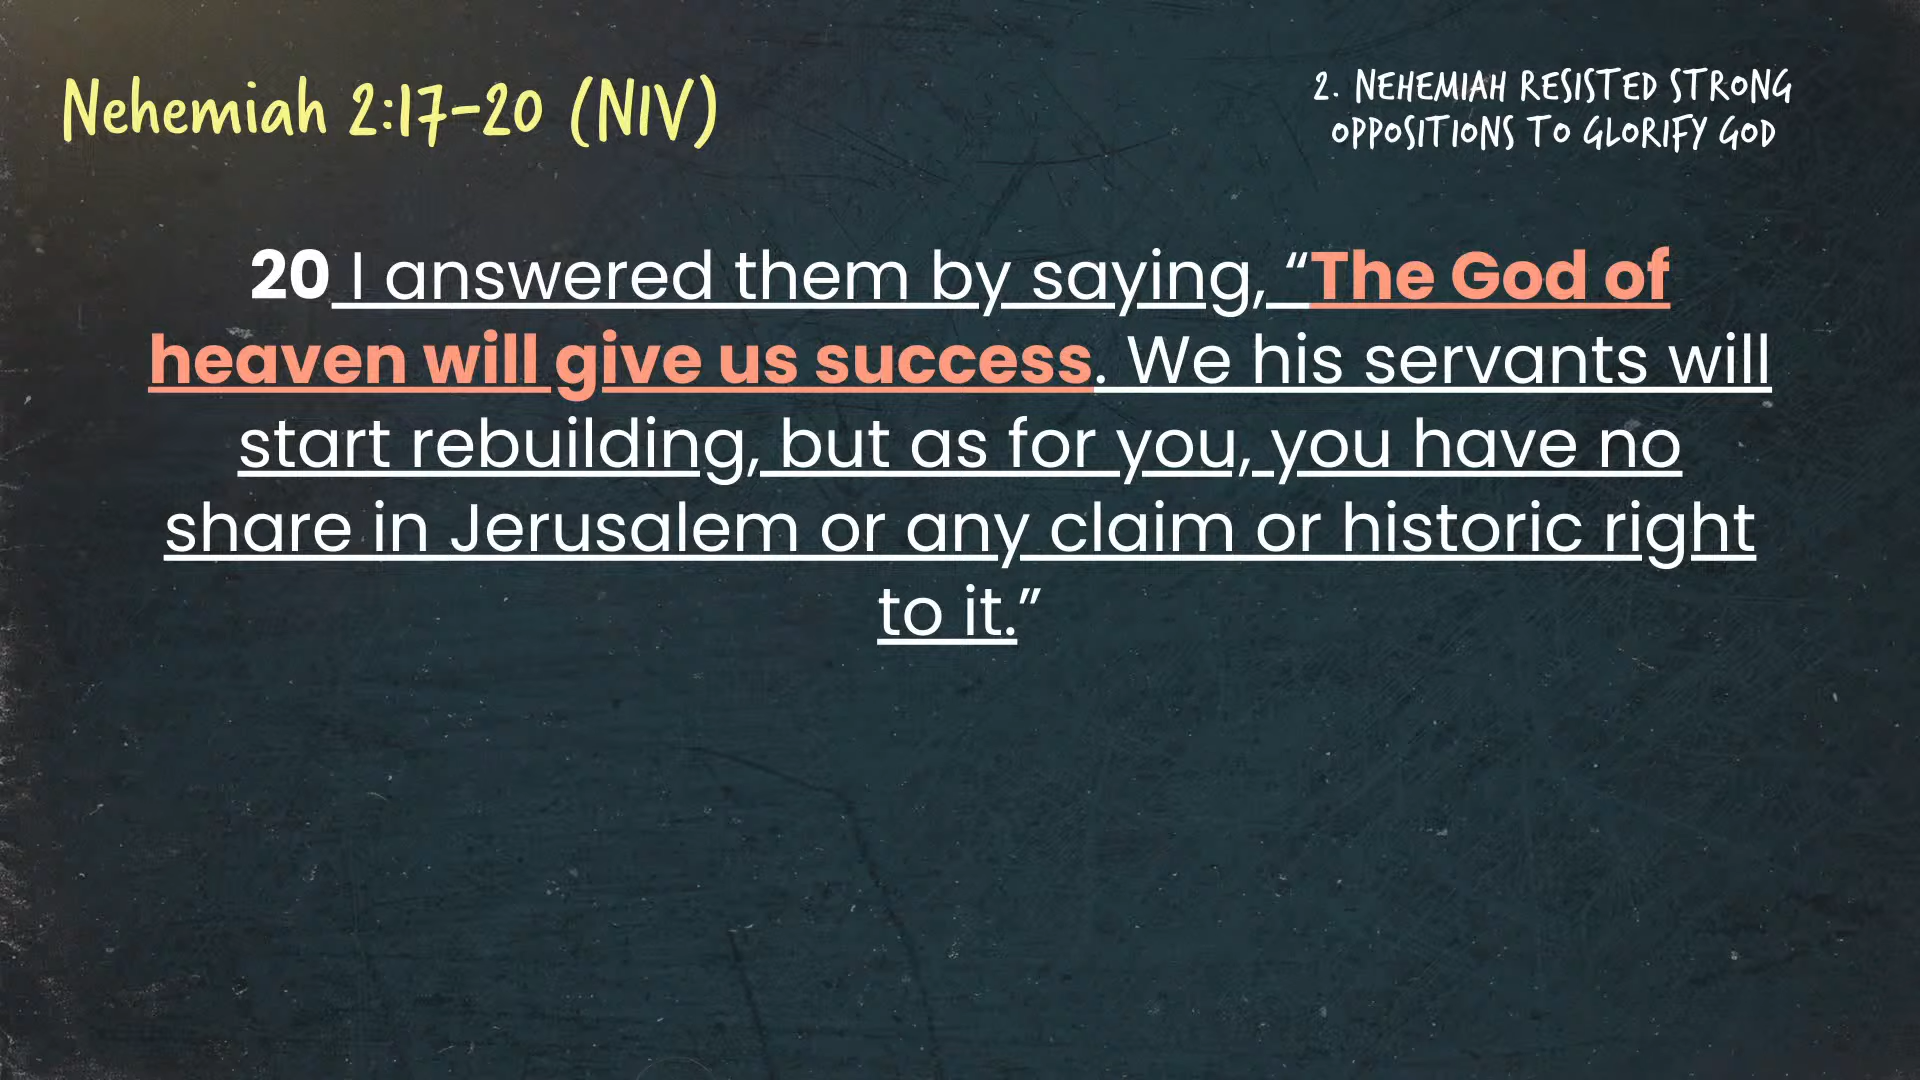 Nehemiah 2:17-20 (NIV)
2. NEHEMIAH RESISTED STRONG
OPPOSITIONS TO GLORIFY GOD
20 I answered them by saying, “The God of
heaven will give us success. We his servants will
start rebuilding, but as for you, you have no
share in Jerusalem or any claim or historic right
to it.”